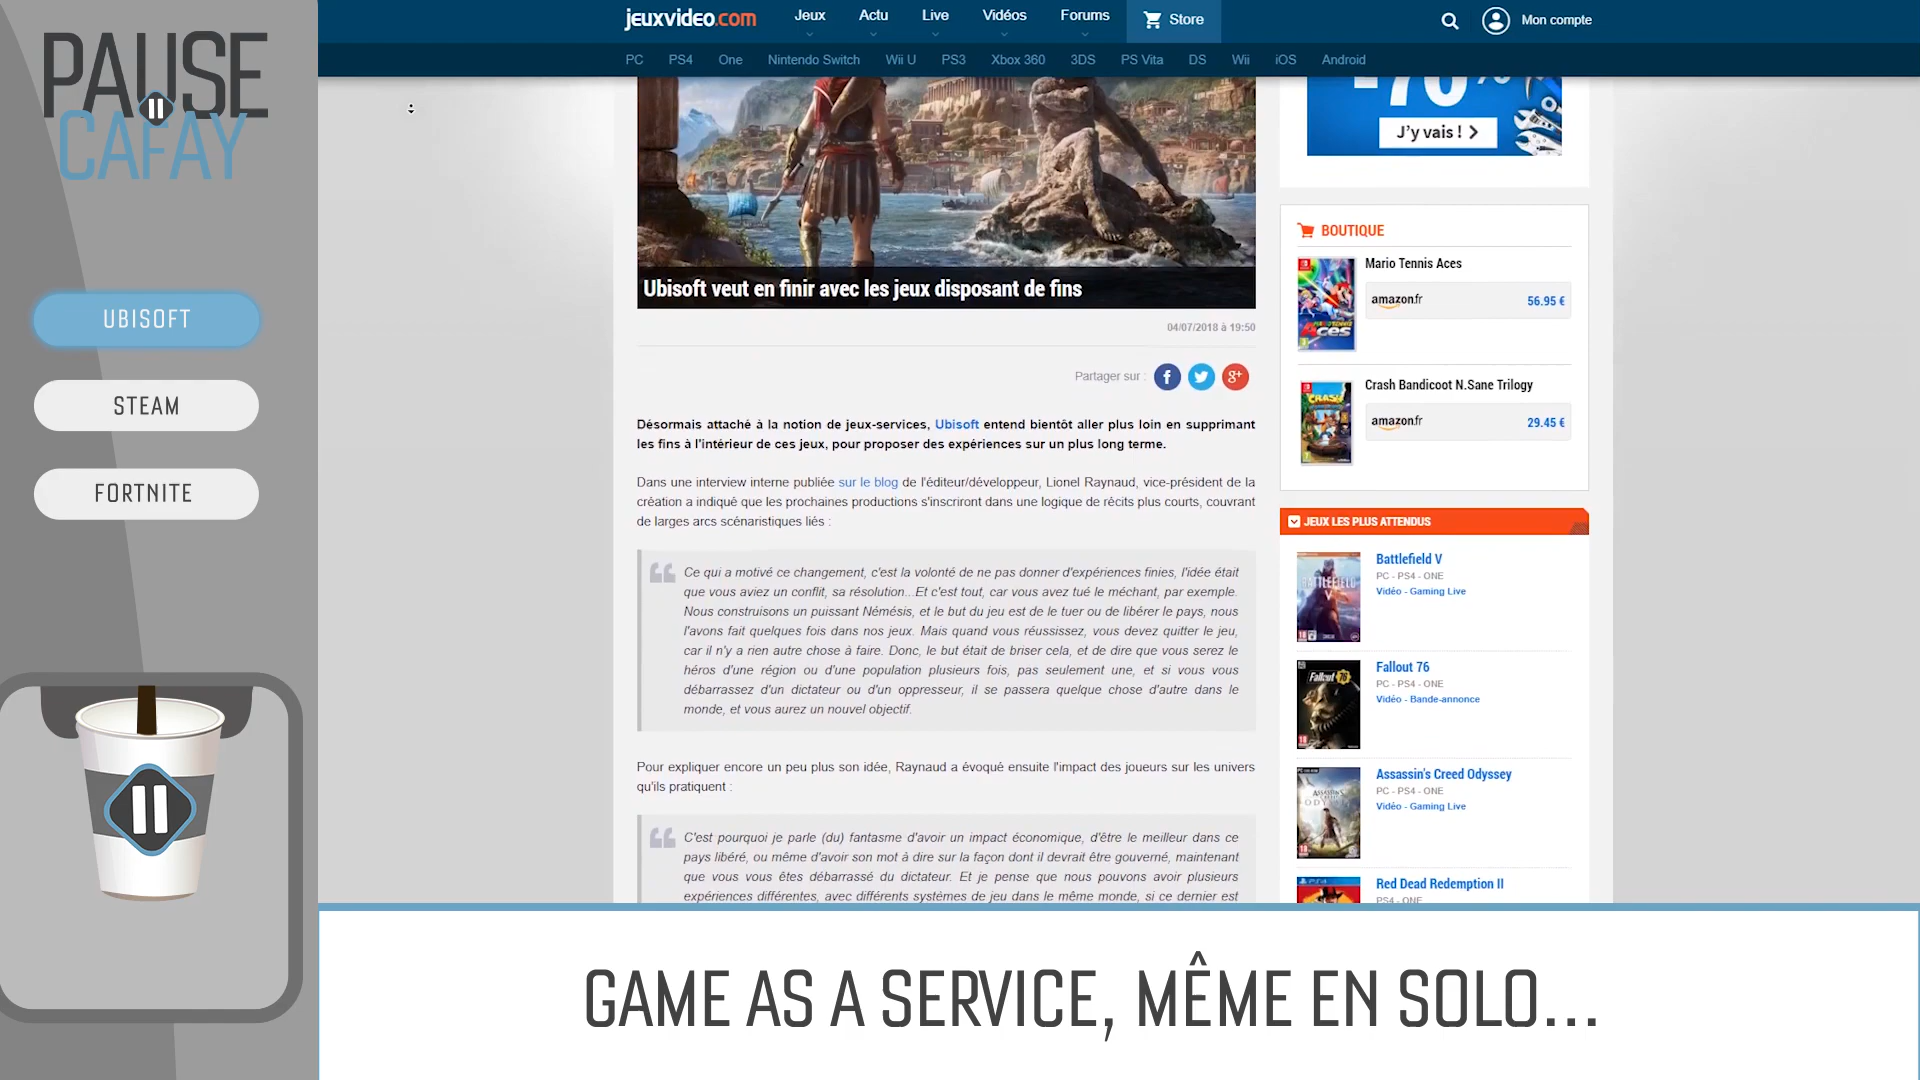 PAUSE
CAFAY
UBISOFT
STEAM
FORTNITE
jeuxvideo.com
Jeux
Actu
Live
Vidéos
Forums
Store
Mon compte
PC
PS4
One
Nintendo Switch
Wii U
PS3
Xbox 360
3DS
PS Vita
DS
Wii
iOS
Android
Ubisoft veut en finir avec les jeux disposant de fins
04/07/2018 à 19:50
Partager sur :
Désormais attaché à la notion de jeux-services, Ubisoft entend bientôt aller plus loin en supprimant
les fins à l'intérieur de ces jeux, pour proposer des expériences sur un plus long terme.
Dans une interview interne publiée sur le blog de l'éditeur/développeur, Lionel Raynaud, vice-président de la
création a indiqué que les prochaines productions s'inscriront dans une logique de récits plus courts, couvrant
de larges arcs scénaristiques liés :
Ce qui a motivé ce changement, c'est la volonté de ne pas donner d'expériences finies, l'idée était
que vous aviez un conflit, sa résolution...Et c'est tout, car vous avez tué le méchant, par exemple.
Nous construisons un puissant Némésis, et le but du jeu est de le tuer ou de libérer le pays, nous
l'avons fait quelques fois dans nos jeux. Mais quand vous réussissez, vous devez quitter le jeu,
car il n'y a rien autre chose à faire. Donc, le but était de briser cela, et de dire que vous serez le
héros d'une région ou d'une population plusieurs fois, pas seulement une, et si vous vous
débarrassez d'un dictateur ou d'un oppresseur, il se passera quelque chose d'autre dans le
monde, et vous aurez un nouvel objectif.
Pour expliquer encore un peu plus son idée, Raynaud a évoqué ensuite l'impact des joueurs sur les univers
qu'ils pratiquent :
C'est pourquoi je parle (du) fantasme d'avoir un impact économique, d'être le meilleur dans ce
pays libéré, ou même d'avoir son mot à dire sur la façon dont il devrait être gouverné, maintenant
que vous vous êtes débarrassé du dictateur. Et je pense que nous pouvons avoir plusieurs
expériences différentes, avec différents systèmes de jeu dans le même monde, si ce dernier est
-70%
J'y vais !
BOUTIQUE
Mario Tennis Aces
amazon.fr
56.95 €
Crash Bandicoot N.Sane Trilogy
amazon.fr
29.45 €
JEUX LES PLUS ATTENDUS
Battlefield V
PC - PS4 - ONE
Vidéo - Gaming Live
Fallout 76
PC - PS4 - ONE
Vidéo - Bande-annonce
Assassin's Creed Odyssey
PC - PS4 - ONE
Vidéo - Gaming Live
Red Dead Redemption II
PS4 - ONE
GAME AS A SERVICE, MÊME EN SOLO...